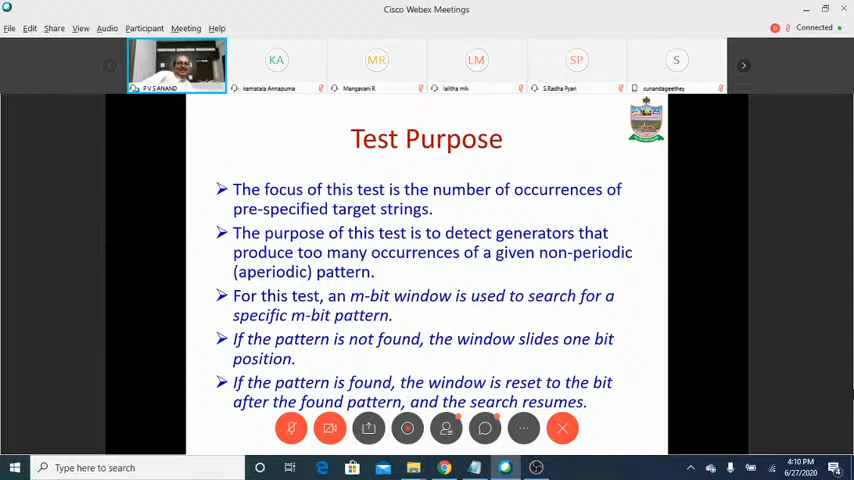 Cisco Webex Meetings
File Edit Share View Audio Participant Meeting Help
Connected
KA
MR
LM
SP
S
P V S ANAND
kamatala Annapurna
Mangavani R
lalitha mlk
S.Radha Pyari
sunandageethey
Test Purpose
The focus of this test is the number of occurrences of
pre-specified target strings.
The purpose of this test is to detect generators that
produce too many occurrences of a given non-periodic
(aperiodic) pattern.
For this test, an m-bit window is used to search for a
specific m-bit pattern.
If the pattern is not found, the window slides one bit
position.
If the pattern is found, the window is reset to the bit
after the found pattern, and the search resumes.
Type here to search
4:10 PM
6/27/2020
4